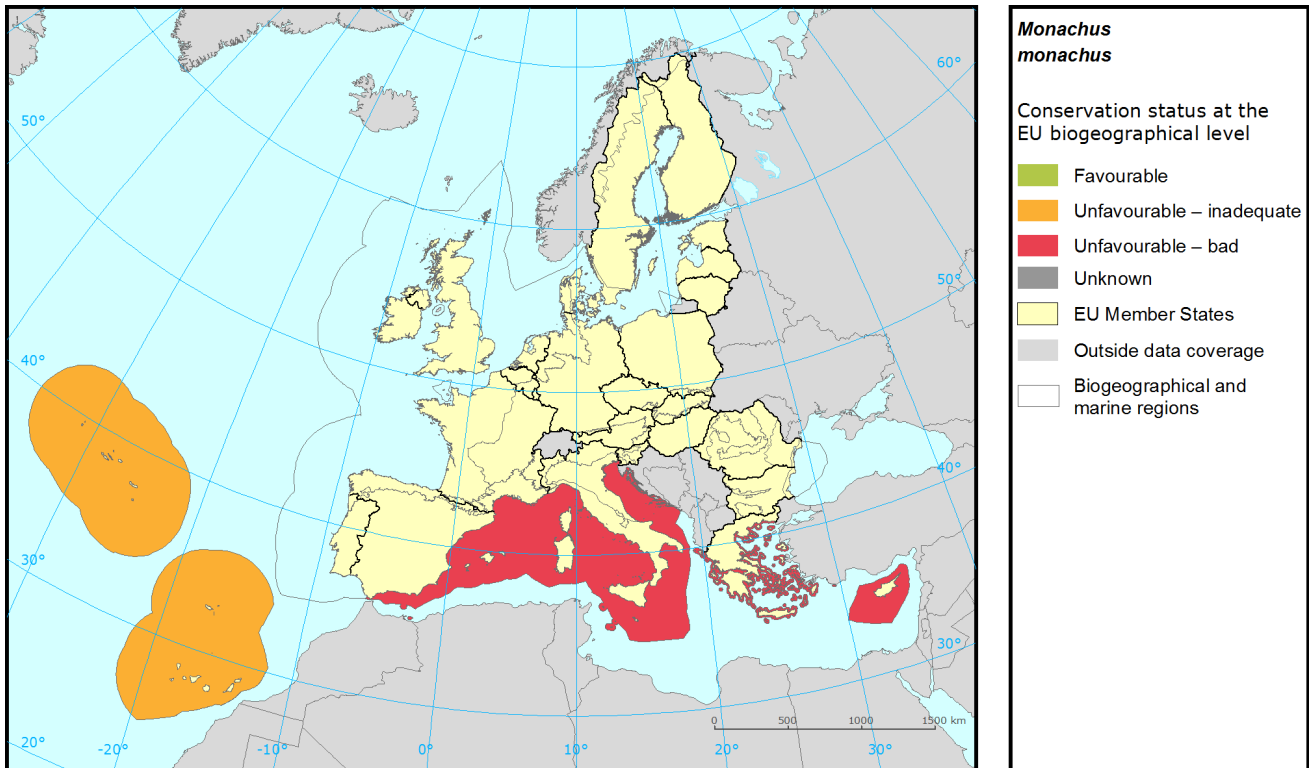 60°
50°
50°
40°
40°
30°
30°
0 500 1000 1500 km
20° -20° -10° 0° 10° 20° 30°
Monachus
monachus
Conservation status at the
EU biogeographical level
Favourable
Unfavourable – inadequate
Unfavourable – bad
Unknown
EU Member States
Outside data coverage
Biogeographical and
marine regions